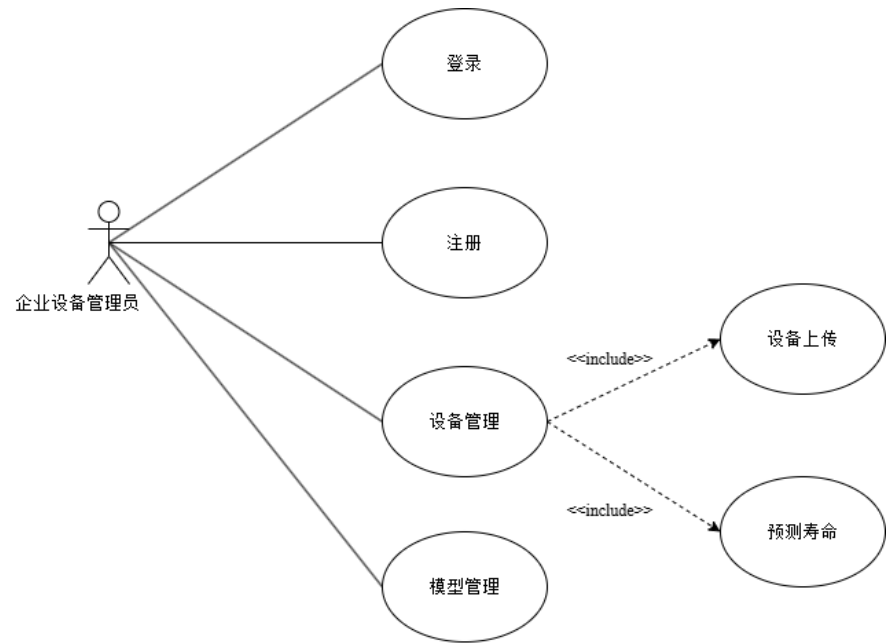 登录
注册
企业设备管理员
<<include>>
设备上传
设备管理
<<include>>
预测寿命
模型管理